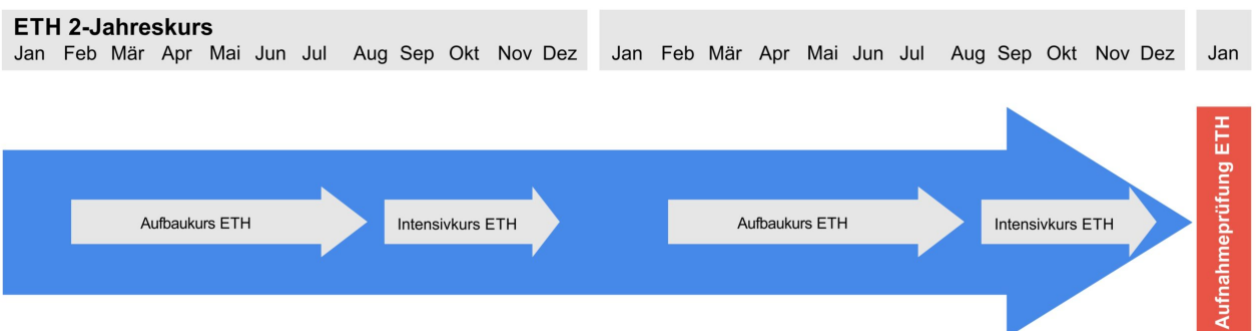 ETH 2-Jahreskurs
Jan Feb Mär Apr Mai Jun Jul Aug Sep Okt Nov Dez Jan Feb Mär Apr Mai Jun Jul Aug Sep Okt Nov Dez Jan
Aufbaukurs ETH Intensivkurs ETH Aufbaukurs ETH Intensivkurs ETH
Aufnahmeprüfung ETH